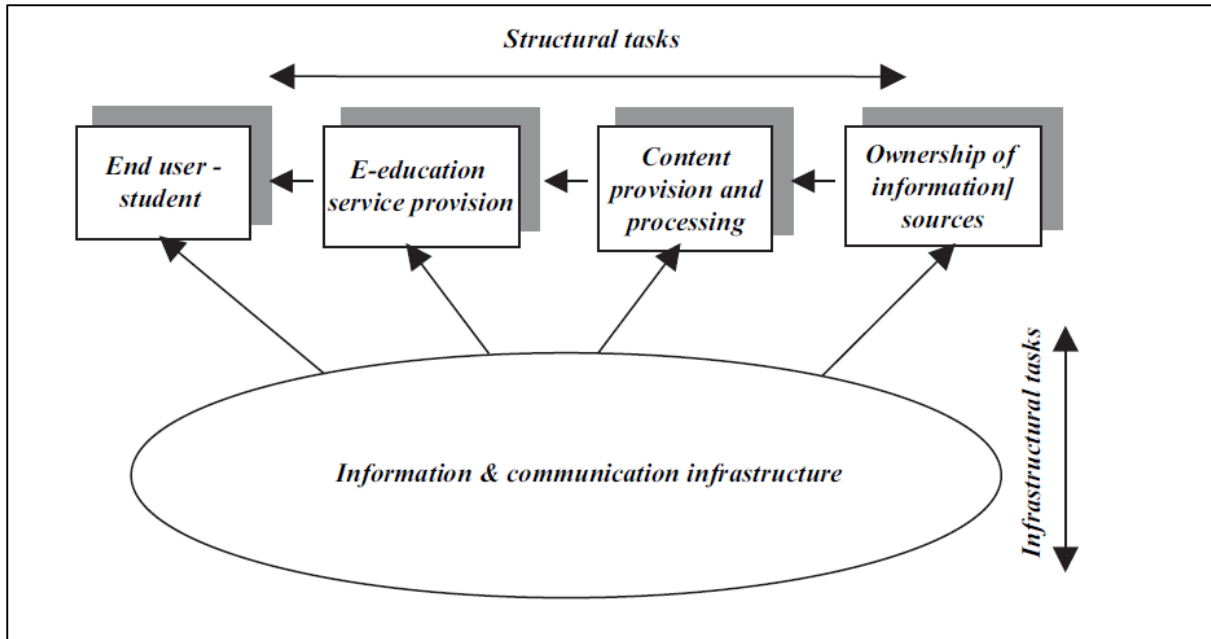 Structural tasks
End user -
student
E-education
service provision
Content
provision and
processing
Ownership of
information]
sources
Information & communication infrastructure
Infrastructural tasks